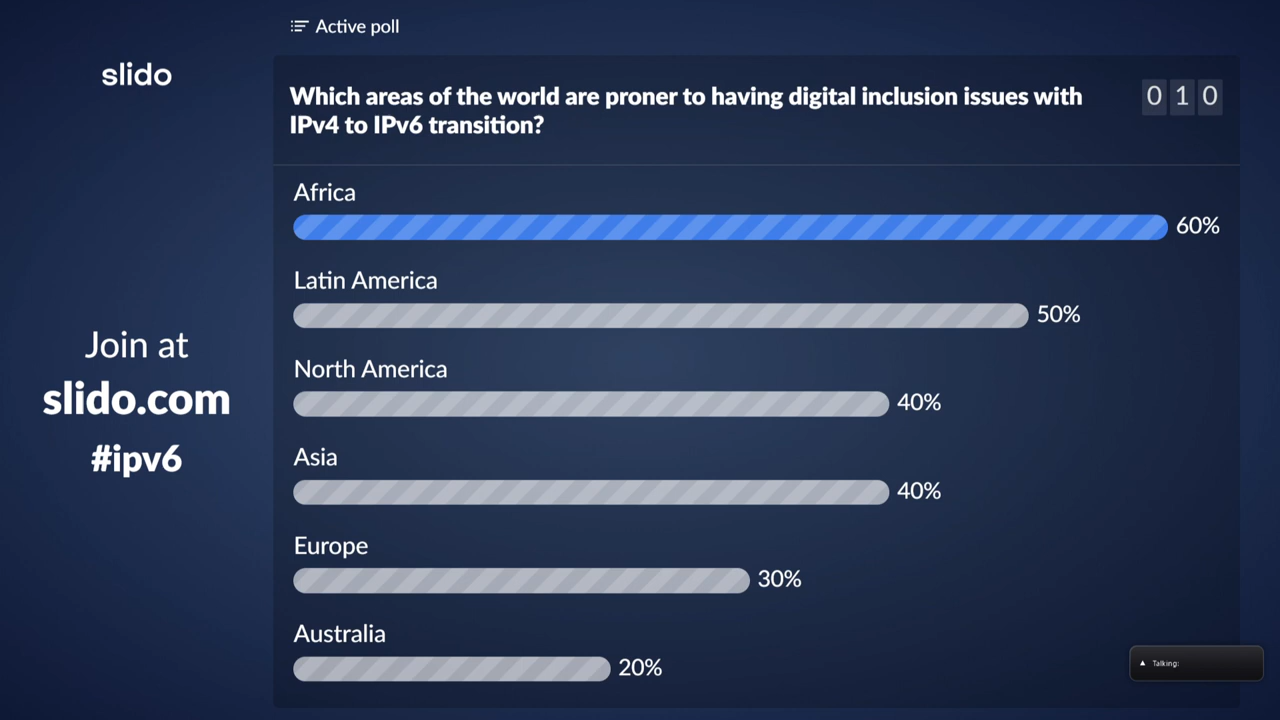 Active poll
slido
Which areas of the world are proner to having digital inclusion issues with
IPv4 to IPv6 transition?
010
Africa
60%
Latin America
50%
North America
40%
Asia
40%
Europe
30%
Australia
20%
Join at
slido.com
#ipv6
Talking: